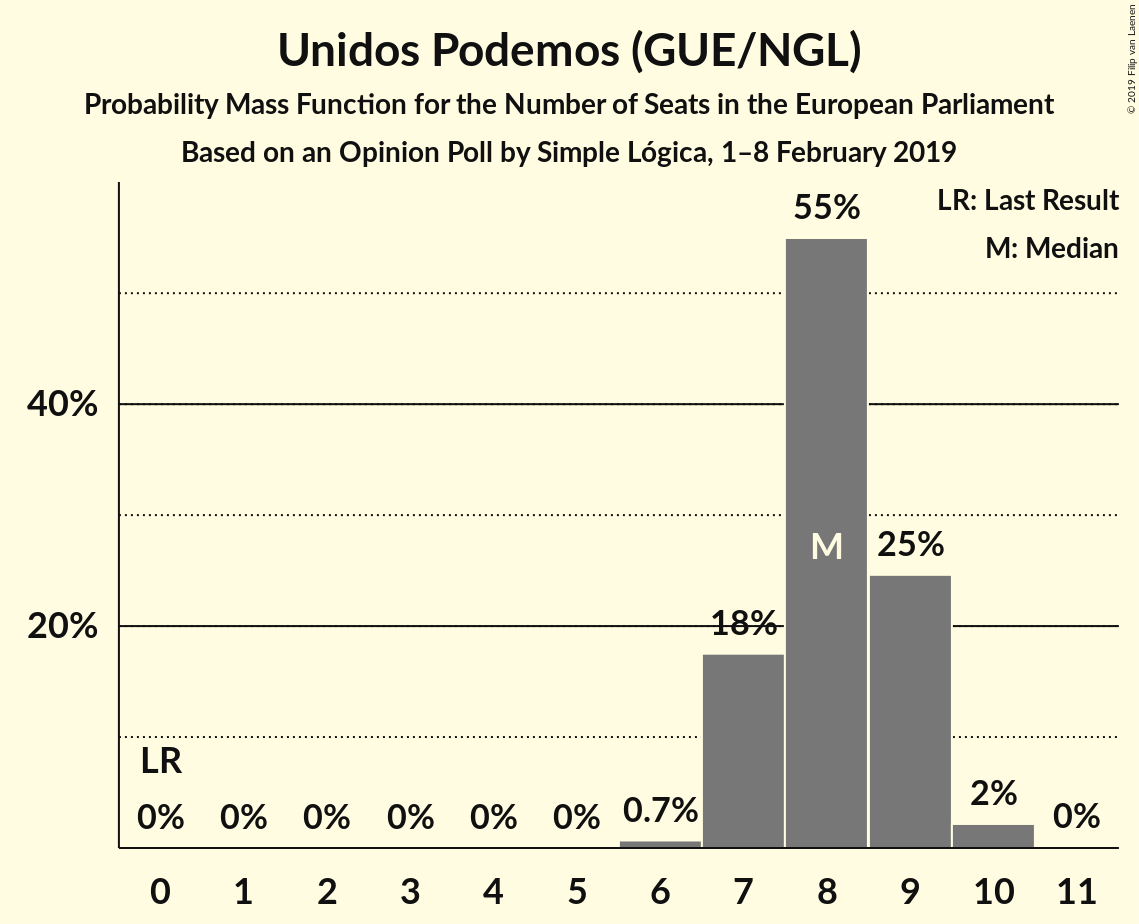 Unidos Podemos (GUE/NGL)
Probability Mass Function for the Number of Seats in the European Parliament
Based on an Opinion Poll by Simple Lógica, 1–8 February 2019
© 2019 Filip van Laenen
LR: Last Result
M: Median
55%
40%
M
25%
20%
18%
LR
0% 0% 0% 0% 0% 0% 0.7% 2% 0%
0 1 2 3 4 5 6 7 8 9 10 11